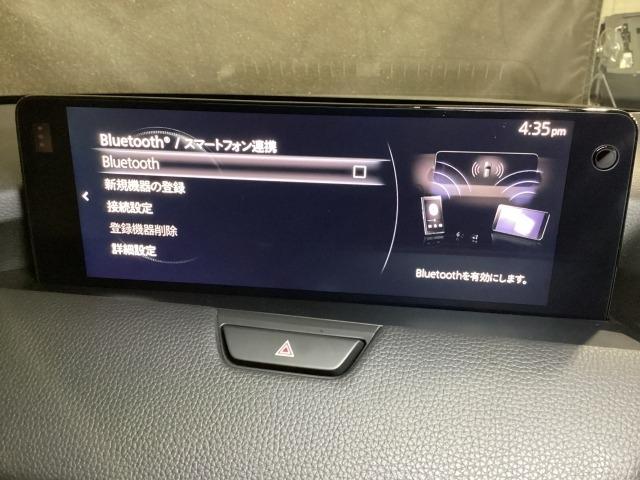 4:35pm
Bluetooth® / スマートフォン連携
Bluetooth
新規機器の登録
接続設定
登録機器削除
詳細設定
Bluetoothを有効にします。